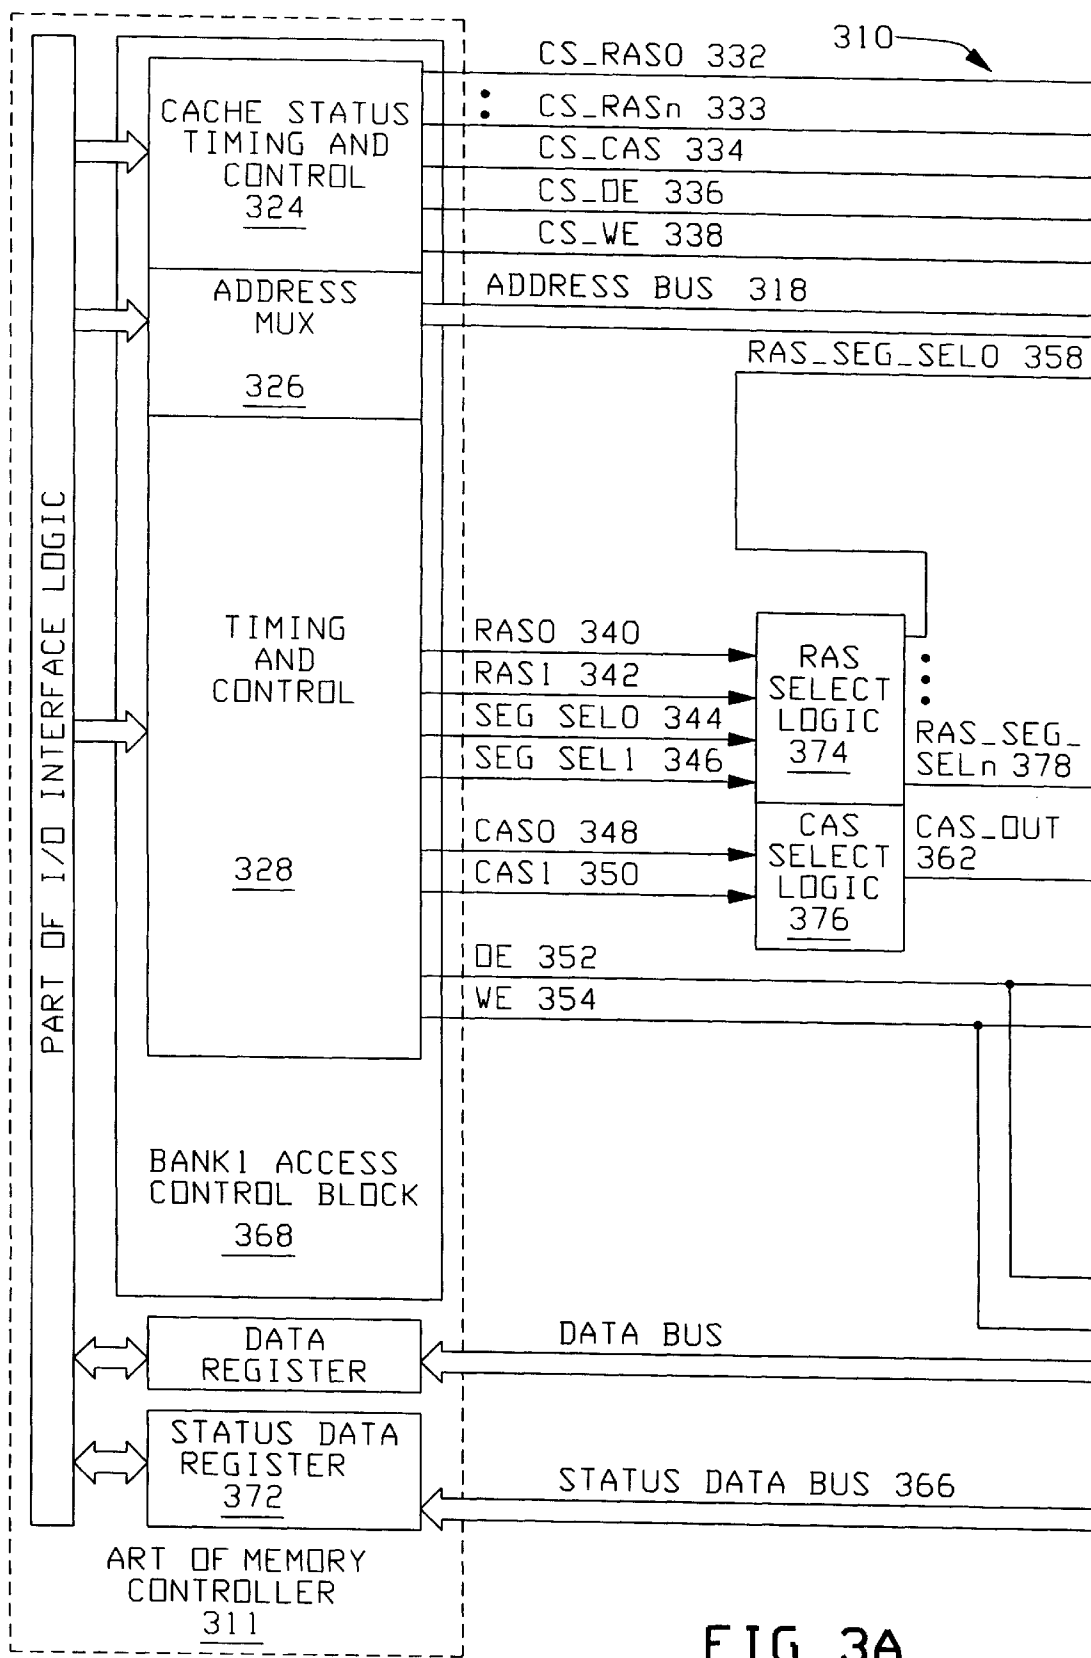 310
CS_RAS0 332
CS_RASn 333
CS_CAS 334
CS_OE 336
CS_WE 338
CACHE STATUS
TIMING AND
CONTROL
324
ADDRESS BUS 318
ADDRESS
MUX
326
RAS_SEG_SEL0 358
PART OF I/O INTERFACE LOGIC
TIMING
AND
CONTROL
328
RAS0 340
RAS1 342
SEG SEL0 344
SEG SEL1 346
CAS0 348
CAS1 350
OE 352
WE 354
RAS
SELECT
LOGIC
374
RAS_SEG_
SELn 378
CAS
SELECT
LOGIC
376
CAS_OUT
362
BANK1 ACCESS
CONTROL BLOCK
368
DATA
REGISTER
DATA BUS
STATUS DATA
REGISTER
372
STATUS DATA BUS 366
ART OF MEMORY
CONTROLLER
311
FIG 3A